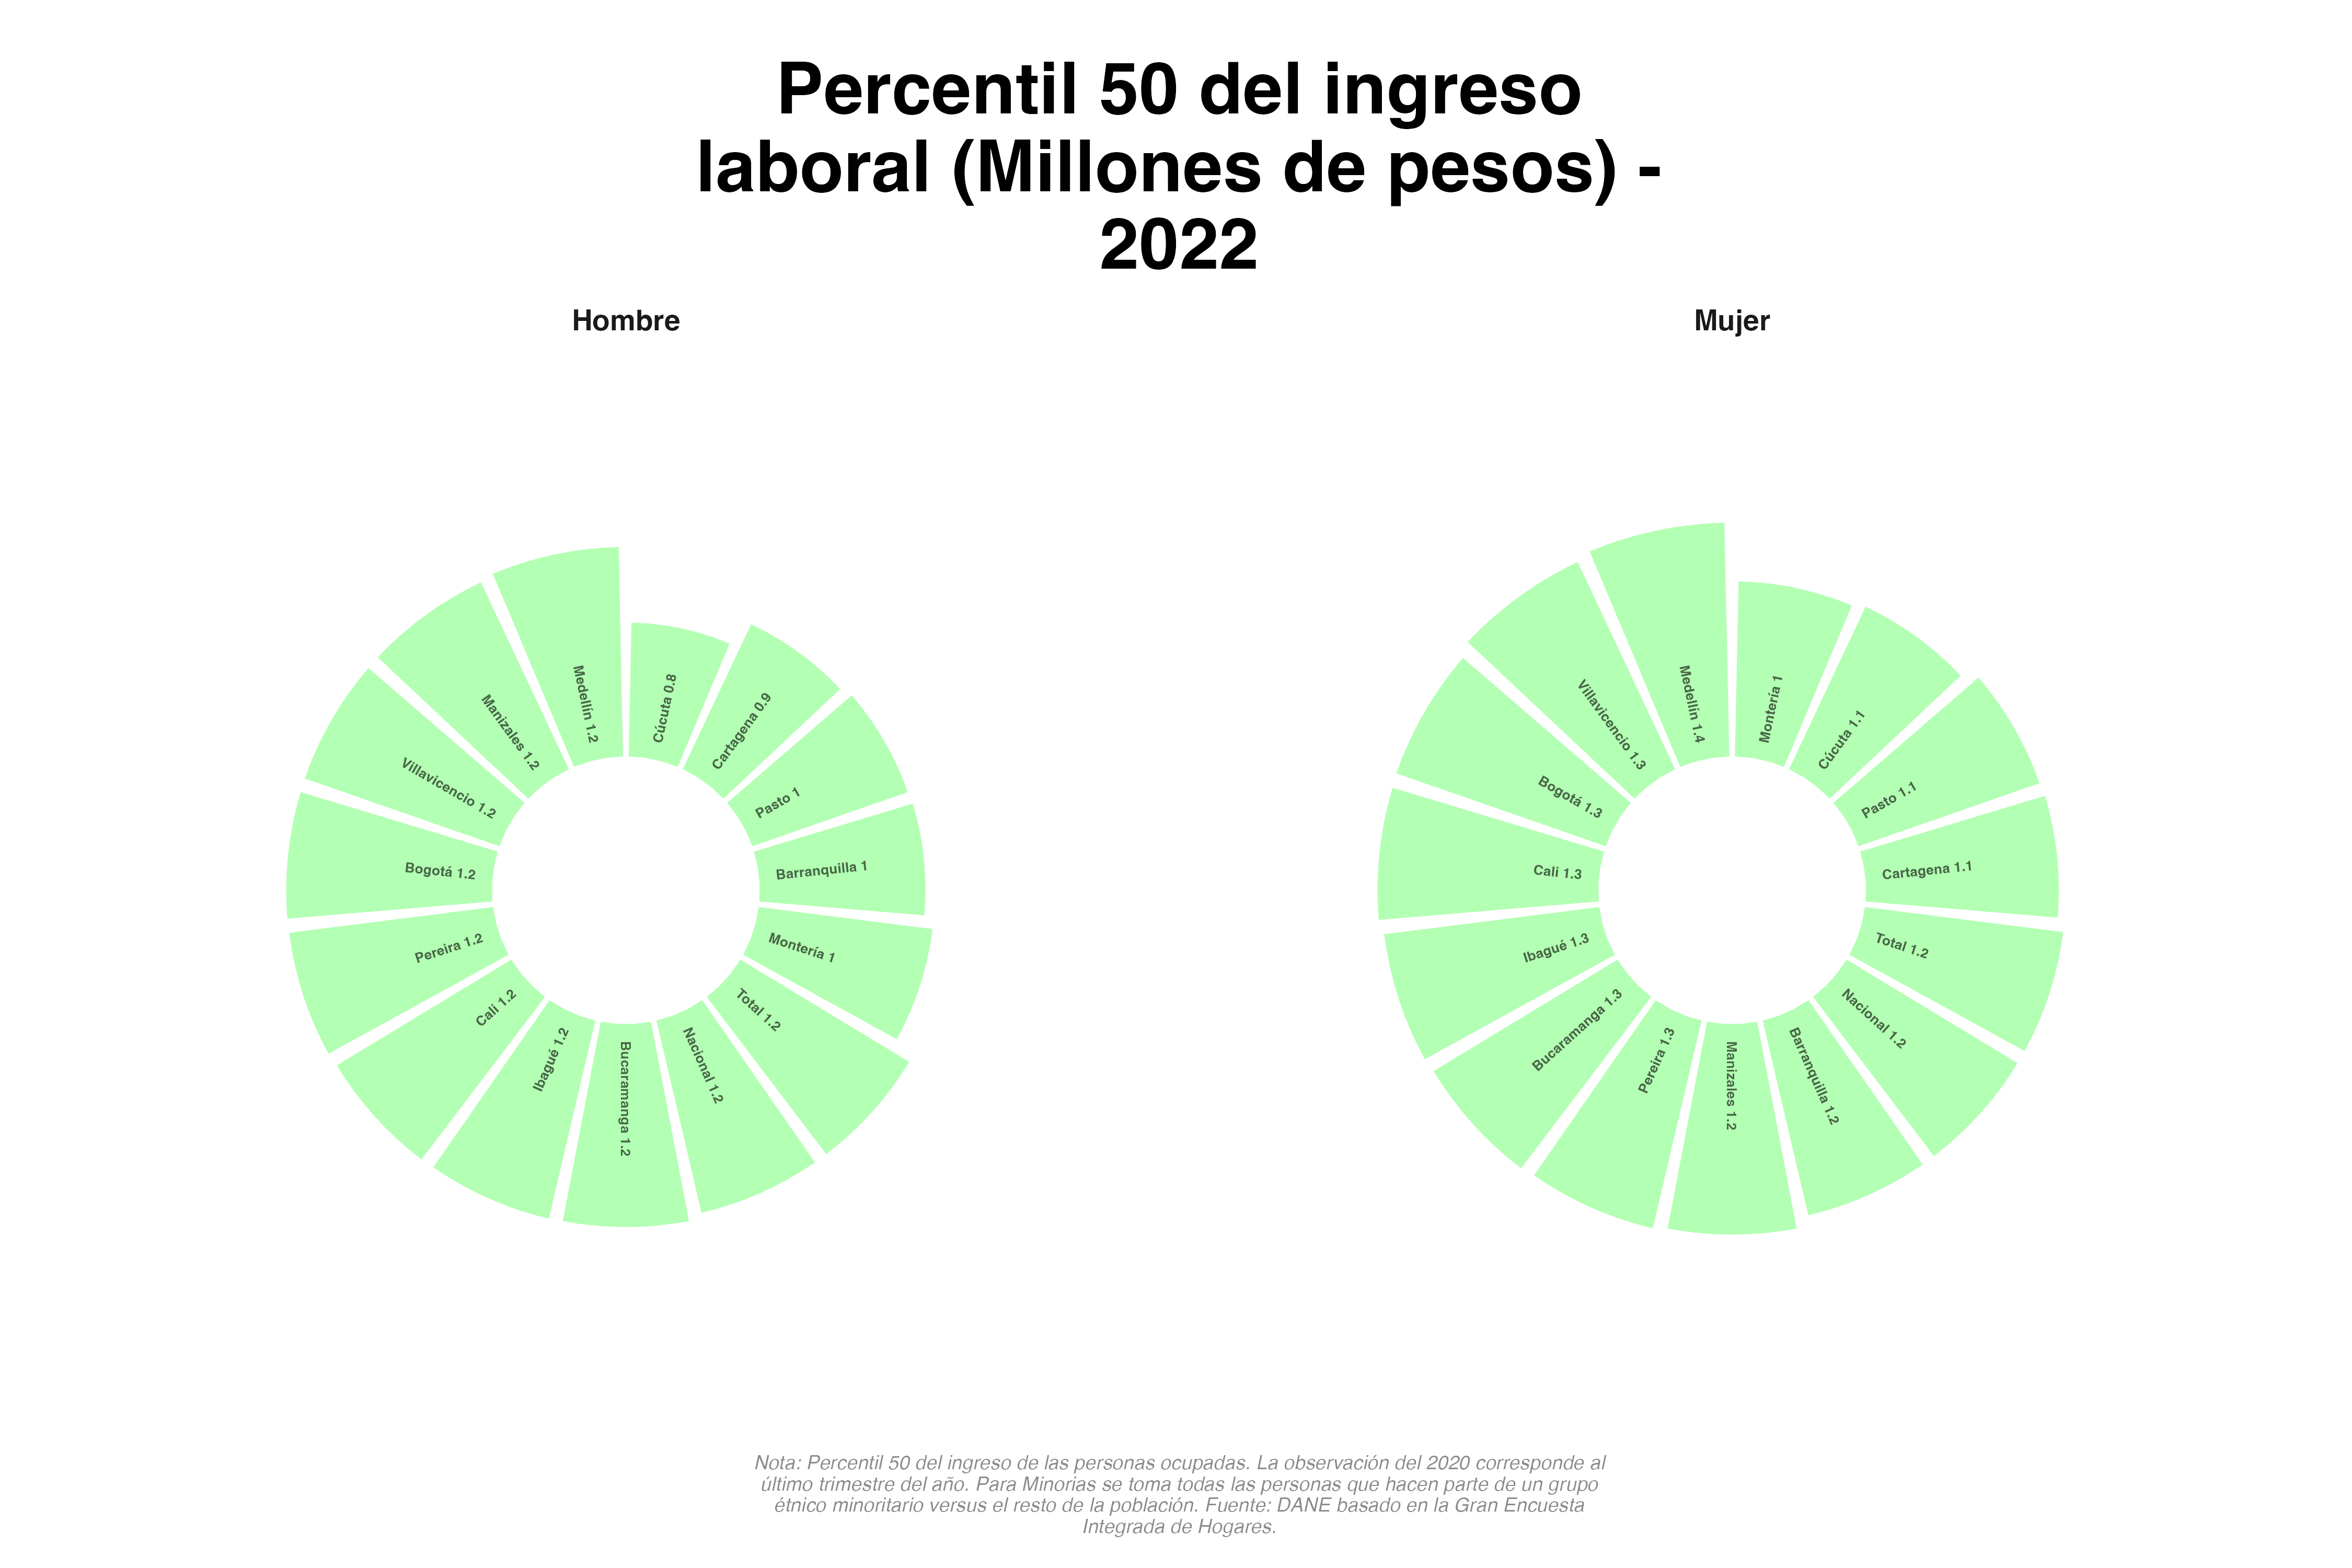 Percentil 50 del ingreso
laboral (Millones de pesos) -
2022
Hombre
Cúcuta 0.8
Cartagena 0.9
Pasto 1
Barranquilla 1
Montería 1
Total 1.2
Nacional 1.2
Bucaramanga 1.2
Ibagué 1.2
Cali 1.2
Pereira 1.2
Bogotá 1.2
Villavicencio 1.2
Manizales 1.2
Medellín 1.2
Mujer
Montería 1
Cúcuta 1.1
Pasto 1.1
Cartagena 1.1
Total 1.2
Nacional 1.2
Barranquilla 1.2
Manizales 1.2
Pereira 1.3
Bucaramanga 1.3
Ibagué 1.3
Cali 1.3
Bogotá 1.3
Villavicencio 1.3
Medellín 1.4
Nota: Percentil 50 del ingreso de las personas ocupadas. La observación del 2020 corresponde al
último trimestre del año. Para Minorias se toma todas las personas que hacen parte de un grupo
étnico minoritario versus el resto de la población. Fuente: DANE basado en la Gran Encuesta
Integrada de Hogares.